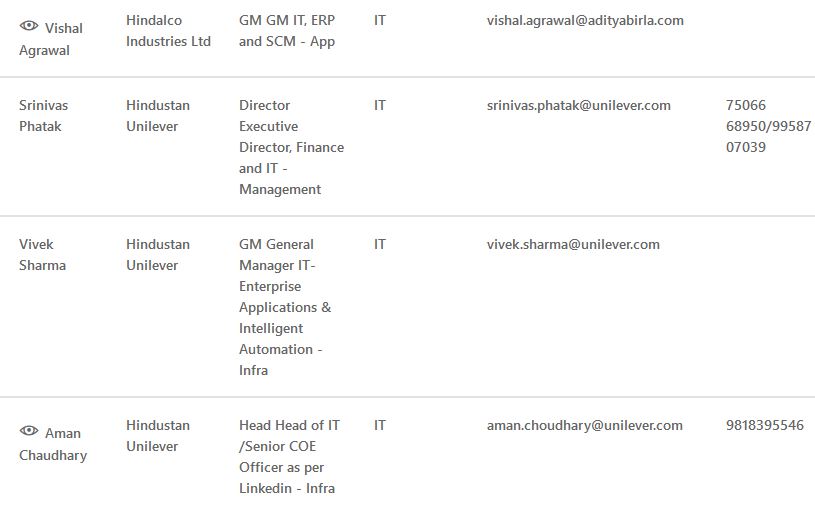 Vishal Agrawal
Hindalco Industries Ltd
GM GM IT, ERP and SCM - App
IT
vishal.agrawal@adityabirla.com
Srinivas Phatak
Hindustan Unilever
Director Executive Director, Finance and IT - Management
IT
srinivas.phatak@unilever.com
75066 68950/99587 07039
Vivek Sharma
Hindustan Unilever
GM General Manager IT- Enterprise Applications & Intelligent Automation - Infra
IT
vivek.sharma@unilever.com
Aman Chaudhary
Hindustan Unilever
Head Head of IT /Senior COE Officer as per Linkedin - Infra
IT
aman.choudhary@unilever.com
9818395546